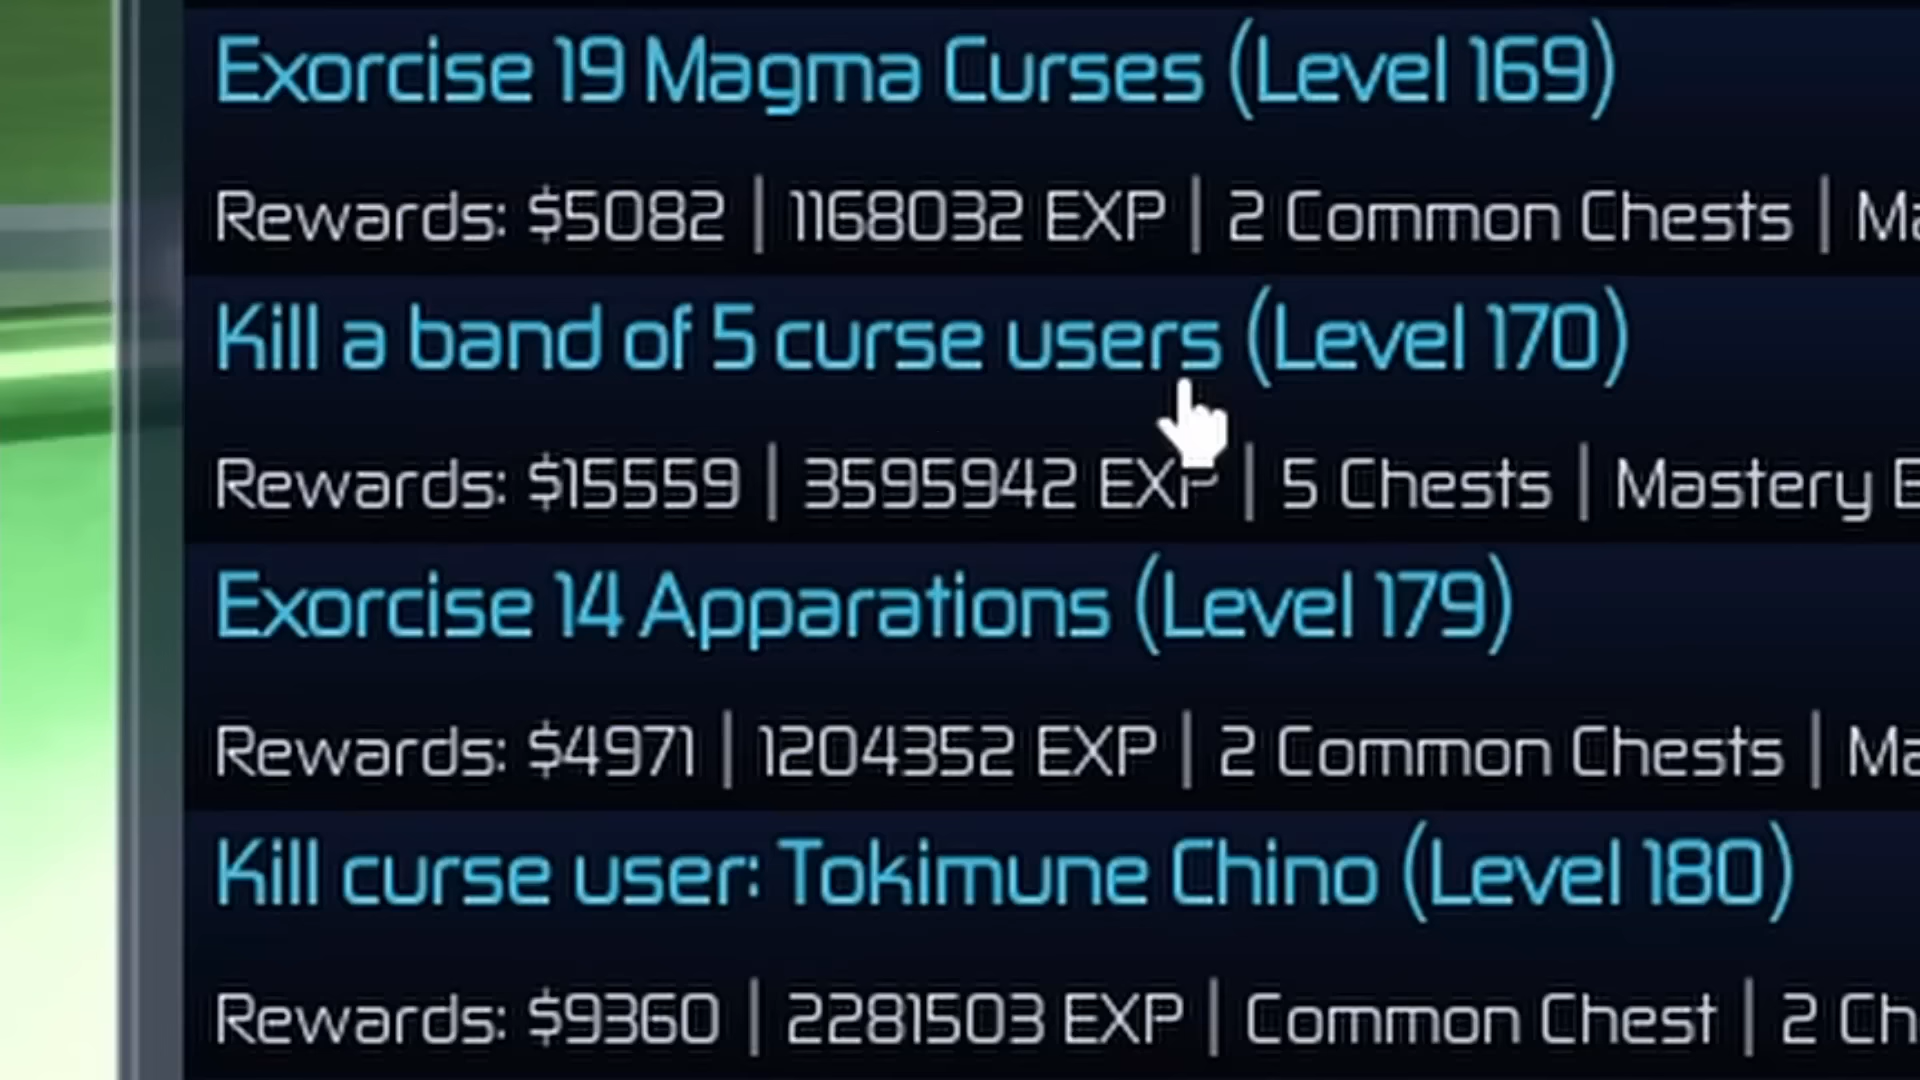 Exorcise 19 Magma Curses (Level 169)
Rewards: $5082 | 1168032 EXP | 2 Common Chests |
Kill a band of 5 curse users (Level 170)
Rewards: $15559 | 3595942 EXP | 5 Chests | Mastery
Exorcise 14 Apparations (Level 179)
Rewards: $4971 | 1204352 EXP | 2 Common Chests |
Kill curse user: Tokimune Chino (Level 180)
Rewards: $9360 | 2281503 EXP | Common Chest | 2